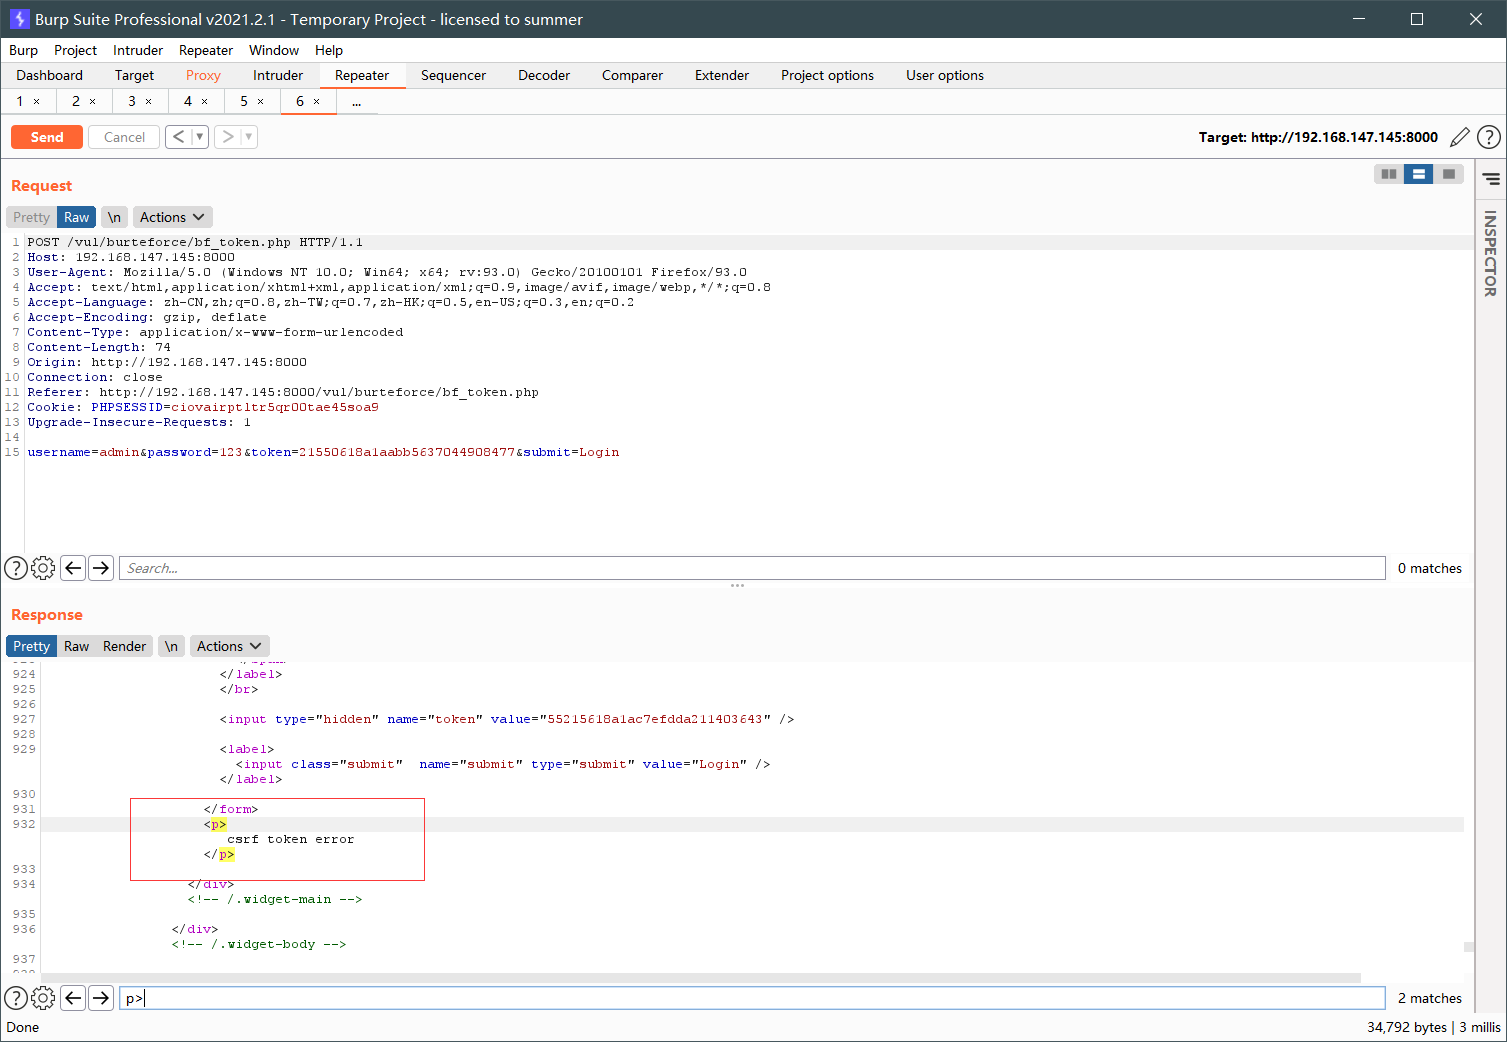 Burp Suite Professional v2021.2.1 - Temporary Project - licensed to summer
Burp Project Intruder Repeater Window Help
Dashboard Target Proxy Intruder Repeater Sequencer Decoder Comparer Extender Project options User options
1 × 2 × 3 × 4 × 5 × 6 × ...
Send Cancel < ▼ > ▼ Target: http://192.168.147.145:8000 ?
Request
INSPECTOR
Pretty Raw \n Actions
1 POST /vul/burteforce/bf_token.php HTTP/1.1
2 Host: 192.168.147.145:8000
3 User-Agent: Mozilla/5.0 (Windows NT 10.0; Win64; x64; rv:93.0) Gecko/20100101 Firefox/93.0
4 Accept: text/html,application/xhtml+xml,application/xml;q=0.9,image/avif,image/webp,*/*;q=0.8
5 Accept-Language: zh-CN,zh;q=0.8,zh-TW;q=0.7,zh-HK;q=0.5,en-US;q=0.3,en;q=0.2
6 Accept-Encoding: gzip, deflate
7 Content-Type: application/x-www-form-urlencoded
8 Content-Length: 74
9 Origin: http://192.168.147.145:8000
10 Connection: close
11 Referer: http://192.168.147.145:8000/vul/burteforce/bf_token.php
12 Cookie: PHPSESSID=ciovairptltr5qr00tae45soa9
13 Upgrade-Insecure-Requests: 1
14
15 username=admin&password=123&token=21550618a1aabb5637044908477&submit=Login
? Search... 0 matches
Response
Pretty Raw Render \n Actions
924 </label>
925 </br>
926
927 <input type="hidden" name="token" value="55215618a1ac7efdda211403643" />
928
929 <label>
<input class="submit" name="submit" type="submit" value="Login" />
</label>
930
931 </form>
932 <p>
csrf token error
</p>
933
934 </div>
<!-- /.widget-main -->
935
936 </div>
<!-- /.widget-body -->
937
? p> 2 matches
Done 34,792 bytes | 3 millis